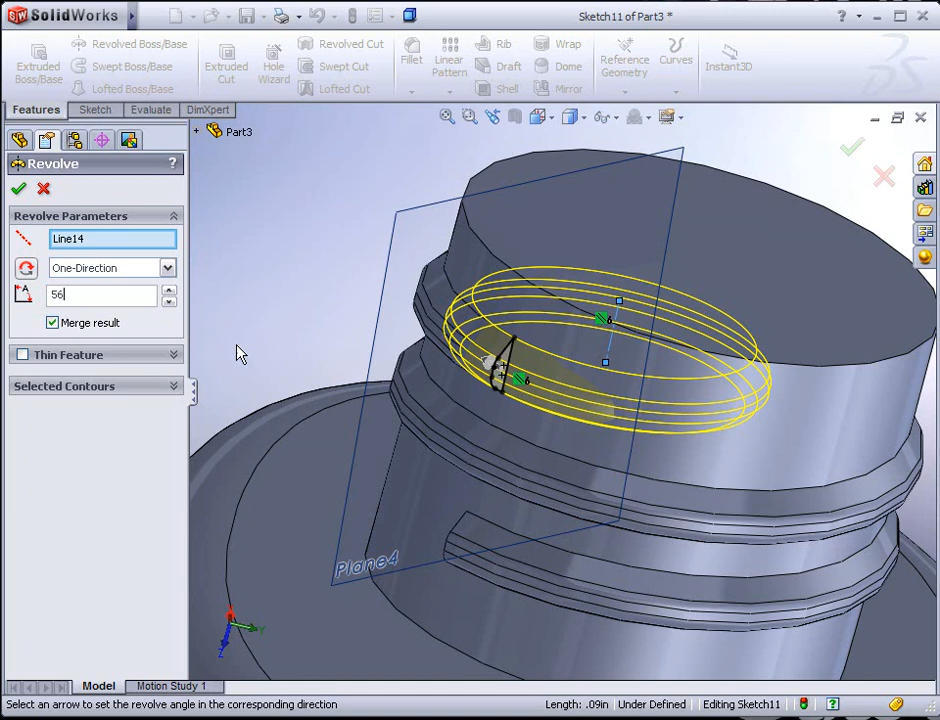 SolidWorks
Sketch11 of Part3 *
Extruded Boss/Base
Revolved Boss/Base
Swept Boss/Base
Lofted Boss/Base
Extruded Cut
Hole Wizard
Revolved Cut
Swept Cut
Lofted Cut
Fillet
Linear Pattern
Rib
Draft
Shell
Wrap
Dome
Mirror
Reference Geometry
Curves
Instant3D
Features
Sketch
Evaluate
DimXpert
Part3
Revolve
?
Revolve Parameters
Line14
One-Direction
56
Merge result
Thin Feature
Selected Contours
6
6
Plane4
Model
Motion Study 1
Select an arrow to set the revolve angle in the corresponding direction
Length: .09in
Under Defined
Editing Sketch11
?